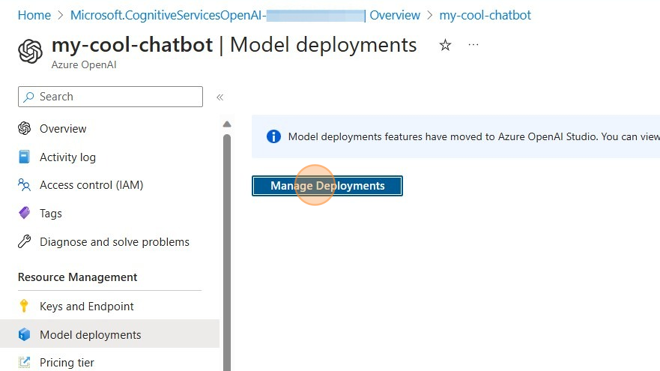 Home > Microsoft.CognitiveServicesOpenAI- | Overview > my-cool-chatbot
my-cool-chatbot | Model deployments ☆ ...
Azure OpenAI
Search «
Overview
Activity log
Access control (IAM)
Tags
Diagnose and solve problems
Resource Management
Keys and Endpoint
Model deployments
Pricing tier
Model deployments features have moved to Azure OpenAI Studio. You can view
Manage Deployments